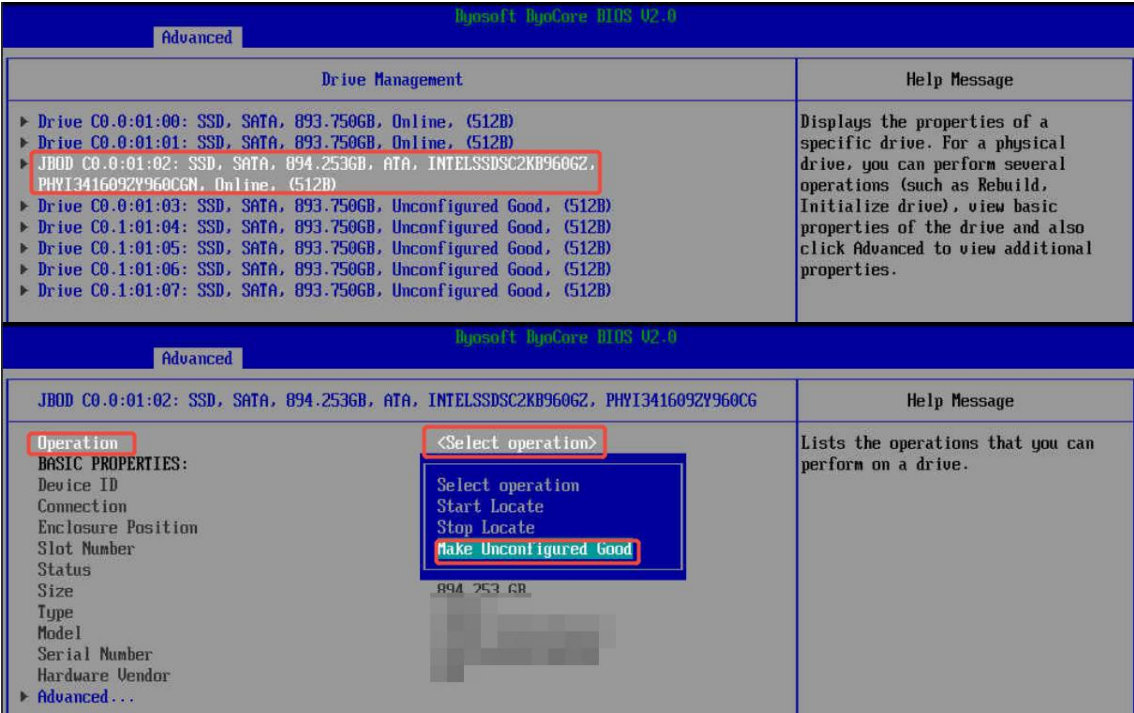 Byosoft ByoCore BIOS V2.0
Advanced
Drive Management
Help Message
Drive C0.0:01:00: SSD, SATA, 893.750GB, Online, (512B)
Drive C0.0:01:01: SSD, SATA, 893.750GB, Online, (512B)
JBOD C0.0:01:02: SSD, SATA, 894.253GB, ATA, INTELSSDSC2KB960GZ,
PHYI341609ZY960CGN, Online, (512B)
Drive C0.0:01:03: SSD, SATA, 893.750GB, Unconfigured Good, (512B)
Drive C0.1:01:04: SSD, SATA, 893.750GB, Unconfigured Good, (512B)
Drive C0.1:01:05: SSD, SATA, 893.750GB, Unconfigured Good, (512B)
Drive C0.1:01:06: SSD, SATA, 893.750GB, Unconfigured Good, (512B)
Drive C0.1:01:07: SSD, SATA, 893.750GB, Unconfigured Good, (512B)
Displays the properties of a
specific drive. For a physical
drive, you can perform several
operations (such as Rebuild,
Initialize drive), view basic
properties of the drive and also
click Advanced to view additional
properties.
Byosoft ByoCore BIOS V2.0
Advanced
JBOD C0.0:01:02: SSD, SATA, 894.253GB, ATA, INTELSSDSC2KB960GZ, PHYI341609ZY960CG
Help Message
Operation
<Select operation>
BASIC PROPERTIES:
Device ID
Connection
Enclosure Position
Slot Number
Status
Size
Type
Model
Serial Number
Hardware Vendor
Advanced...
Select operation
Start Locate
Stop Locate
Make Unconfigured Good
894.253 GB
Lists the operations that you can
perform on a drive.